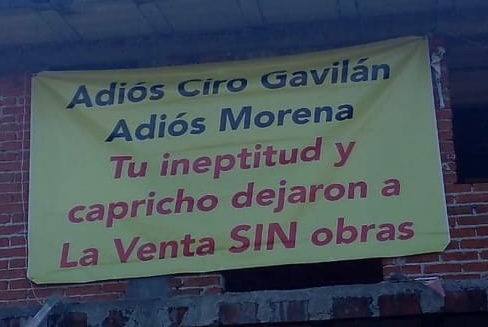 Adiós Ciro Gavilán
Adiós Morena
Tu ineptitud y
capricho dejaron a
La Venta SIN obras